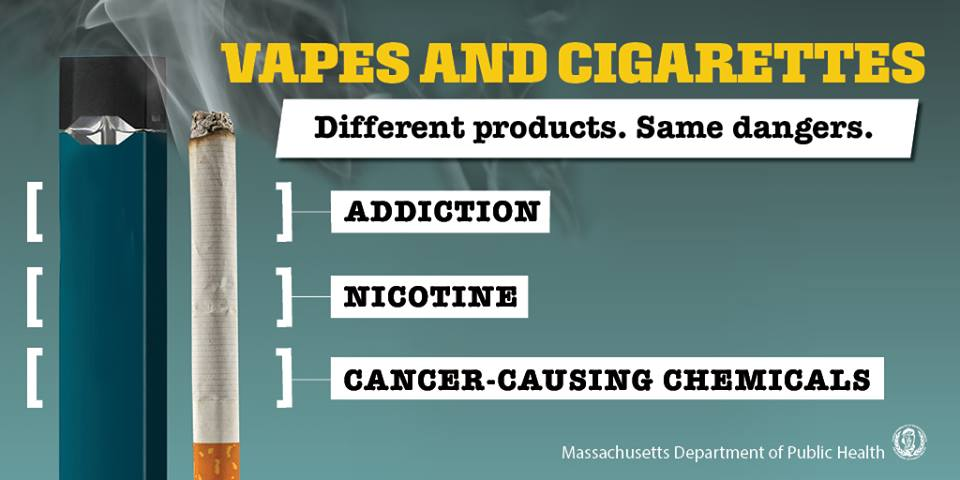 VAPES AND CIGARETTES
Different products. Same dangers.
ADDICTION
NICOTINE
CANCER-CAUSING CHEMICALS
Massachusetts Department of Public Health